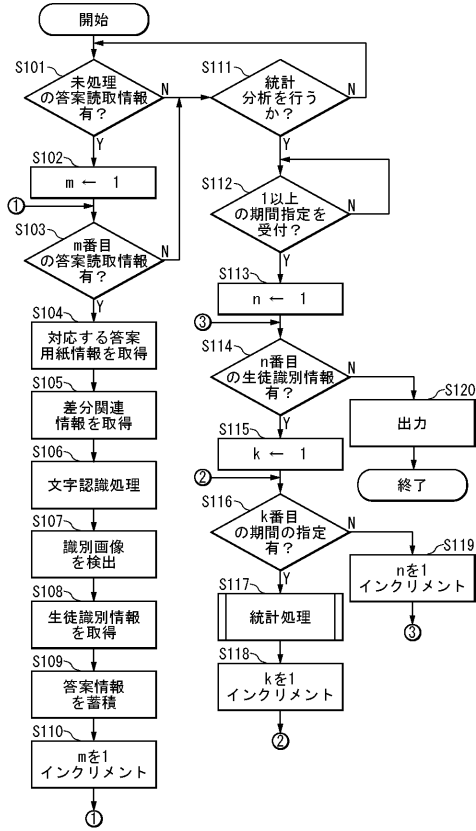 開始
S101
未処理
の答案読取情報
有?
N
Y
S102
m ← 1
①
S103
m番目
の答案読取情報
有?
N
Y
S104
対応する答案
用紙情報を取得
S105
差分関連
情報を取得
S106
文字認識処理
S107
識別画像
を検出
S108
生徒識別情報
を取得
S109
答案情報
を蓄積
S110
mを1
インクリメント
①
S111
統計
分析を行う
か?
N
Y
S112
1以上
の期間指定を
受付?
N
Y
S113
n ← 1
③
S114
n番目
の生徒識別情報
有?
N
Y
S115
k ← 1
②
S116
k番目
の期間の指定
有?
N
Y
S117
統計処理
S118
kを1
インクリメント
②
S119
nを1
インクリメント
③
S120
出力
終了